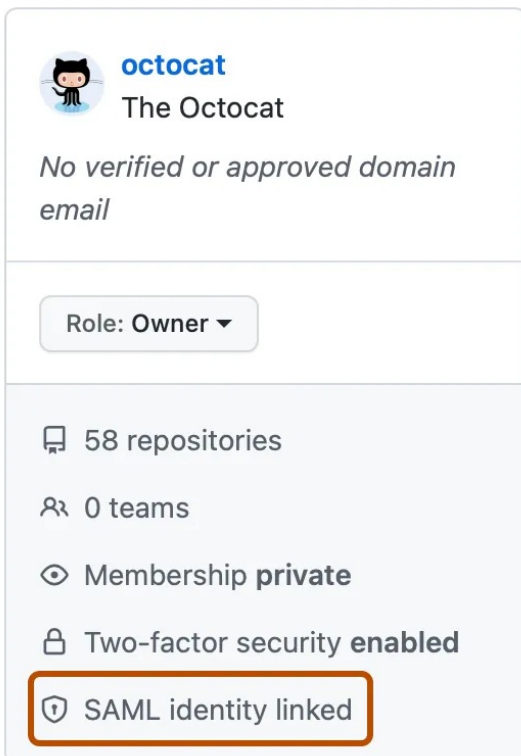 octocat
The Octocat
No verified or approved domain
email
Role: Owner
58 repositories
0 teams
Membership private
Two-factor security enabled
SAML identity linked